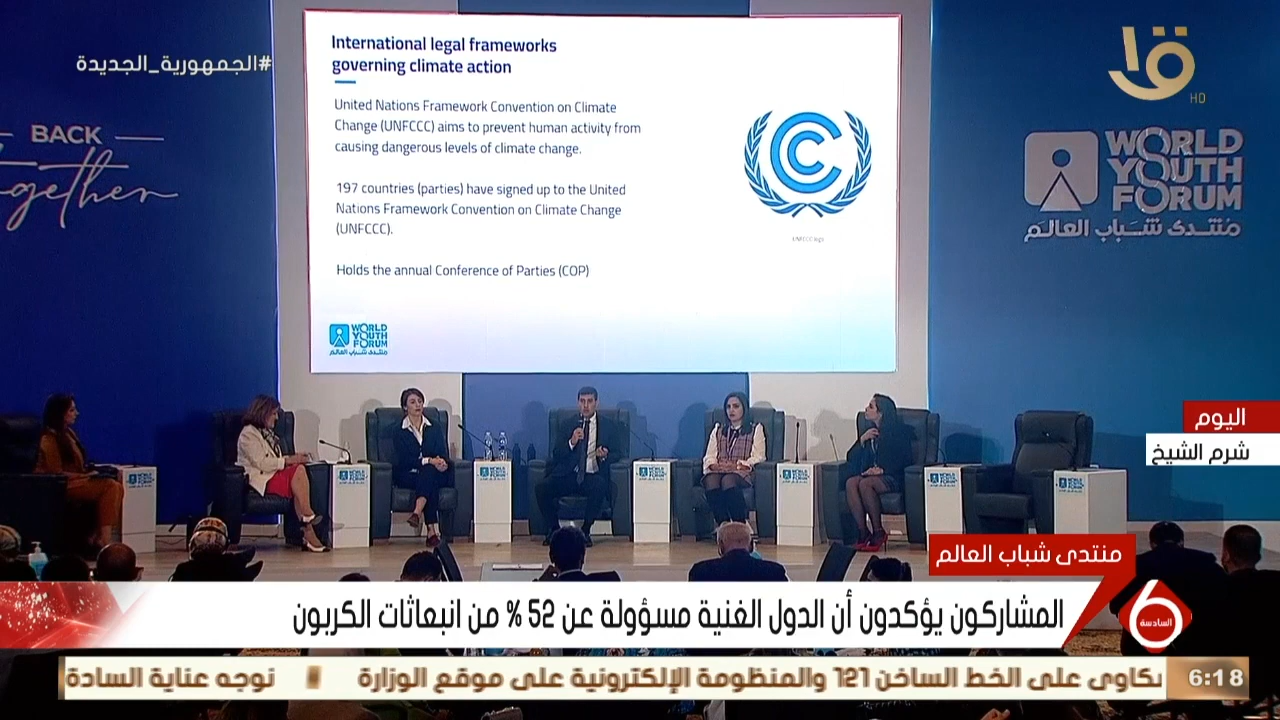 #الجمهورية_الجديدة
BACK
Together
International legal frameworks
governing climate action
United Nations Framework Convention on Climate
Change (UNFCCC) aims to prevent human activity from
causing dangerous levels of climate change.
197 countries (parties) have signed up to the United
Nations Framework Convention on Climate Change
(UNFCCC).
Holds the annual Conference of Parties (COP)
UNFCCC logo
WORLD
YOUTH
FORUM
منتدى شباب العالم
HD
WORLD
YOUTH
FORUM
منتدى شباب العالم
اليوم
شرم الشيخ
منتدى شباب العالم
المشاركون يؤكدون أن الدول الغنية مسؤولة عن 52 % من انبعاثات الكربون
6
السادسة
على الخط الساخن 127 والمنظومة الإلكترونية على موقع الوزارة
نوجه عناية السادة
6:18